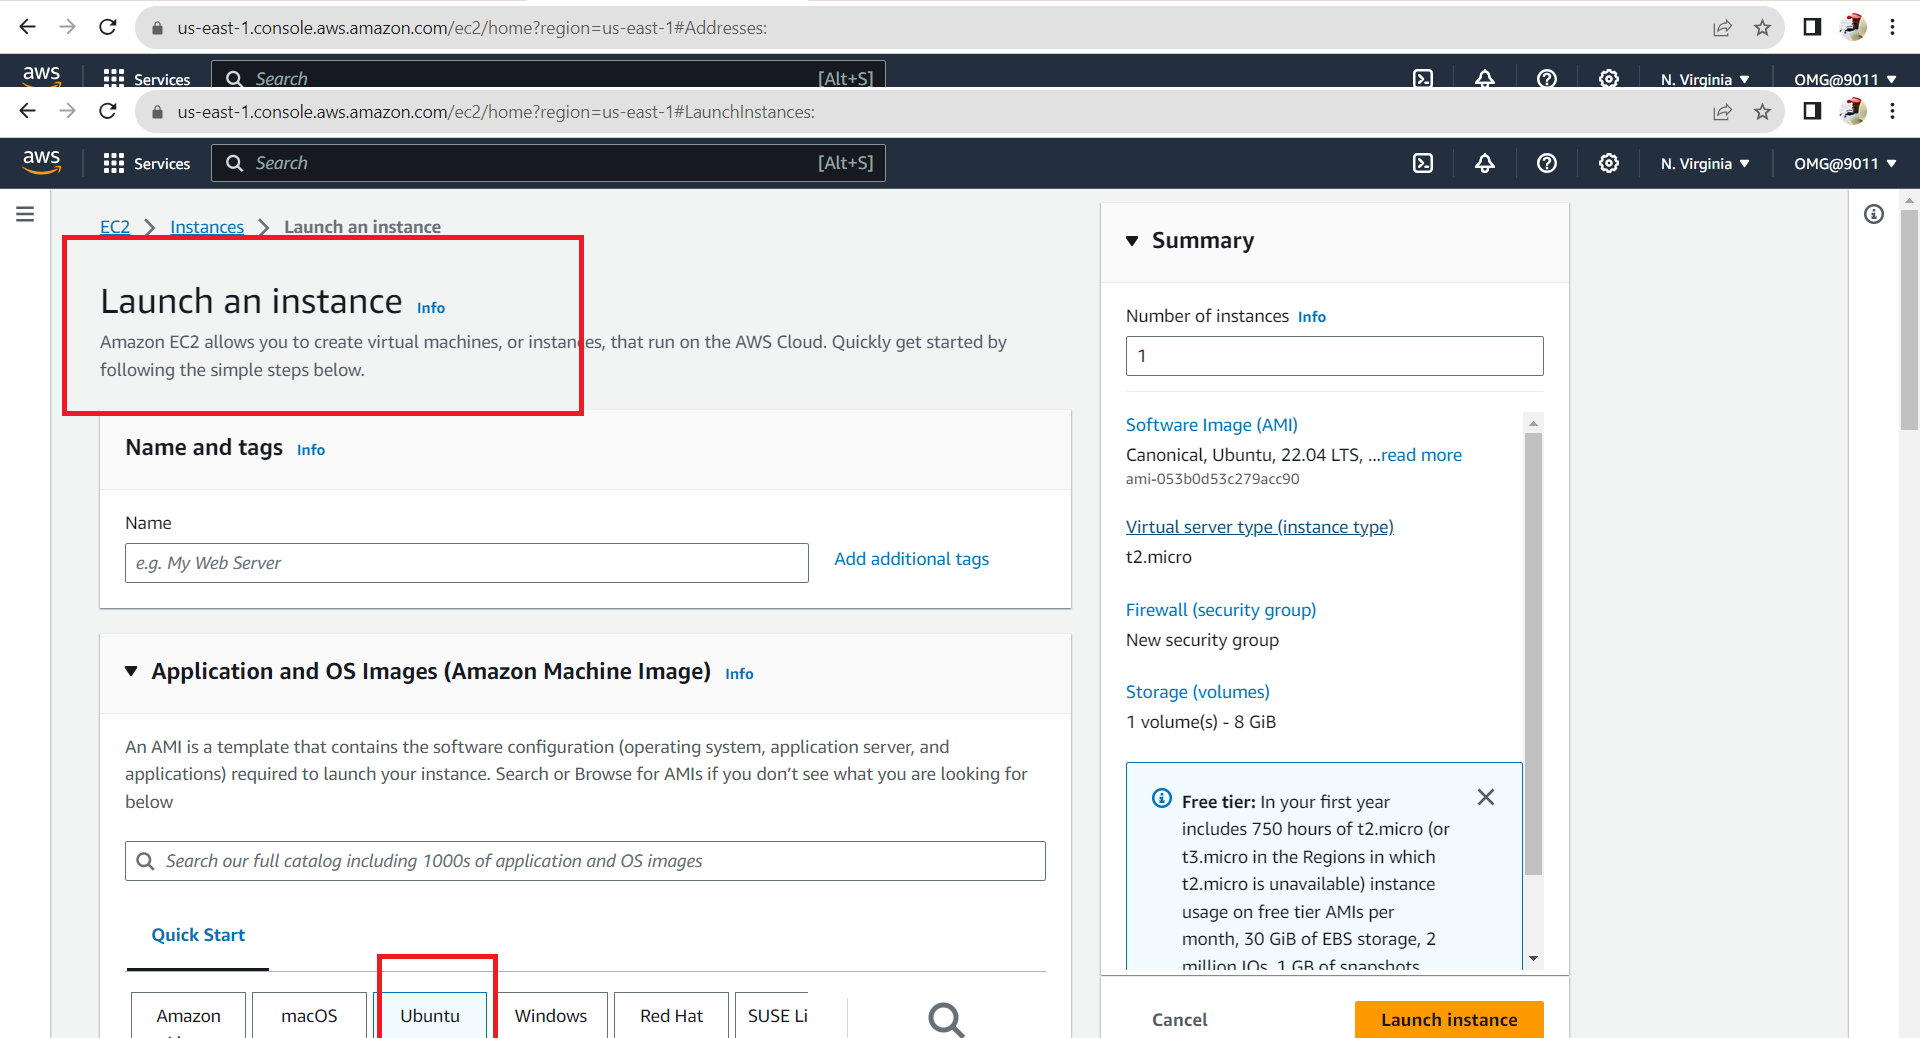 us-east-1.console.aws.amazon.com/ec2/home?region=us-east-1#Addresses:
aws
Services
Search
[Alt+S]
N. Virginia
OMG@9011
us-east-1.console.aws.amazon.com/ec2/home?region=us-east-1#LaunchInstances:
aws
Services
Search
[Alt+S]
N. Virginia
OMG@9011
EC2
Instances
Launch an instance
Launch an instance Info
Amazon EC2 allows you to create virtual machines, or instances, that run on the AWS Cloud. Quickly get started by
following the simple steps below.
Name and tags Info
Name
e.g. My Web Server
Add additional tags
Application and OS Images (Amazon Machine Image) Info
An AMI is a template that contains the software configuration (operating system, application server, and
applications) required to launch your instance. Search or Browse for AMIs if you don’t see what you are looking for
below
Search our full catalog including 1000s of application and OS images
Quick Start
Amazon
macOS
Ubuntu
Windows
Red Hat
SUSE Li
Summary
Number of instances Info
1
Software Image (AMI)
Canonical, Ubuntu, 22.04 LTS, ...read more
ami-053b0d53c279acc90
Virtual server type (instance type)
t2.micro
Firewall (security group)
New security group
Storage (volumes)
1 volume(s) - 8 GiB
Free tier: In your first year
includes 750 hours of t2.micro (or
t3.micro in the Regions in which
t2.micro is unavailable) instance
usage on free tier AMIs per
month, 30 GiB of EBS storage, 2
million IOs, 1 GB of snapshots,
Cancel
Launch instance